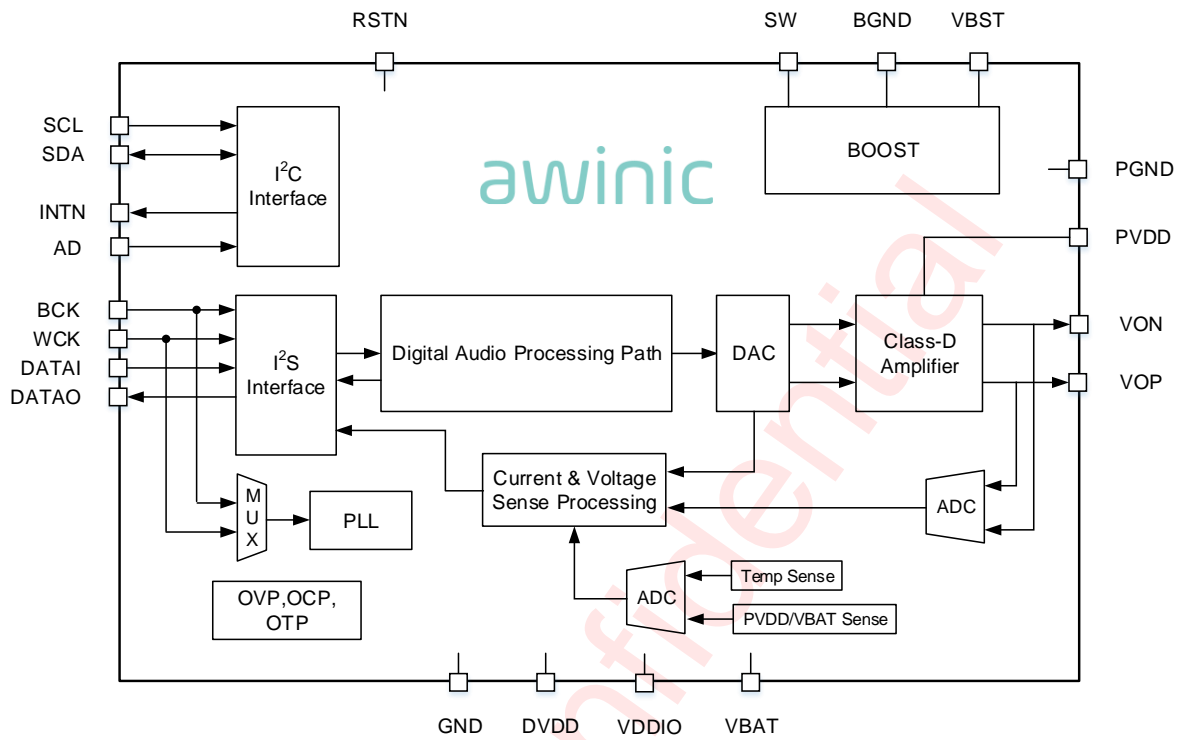 RSTN
SW
BGND
VBST
SCL
SDA
INTN
AD
I²C
Interface
awinic
BOOST
PGND
PVDD
BCK
WCK
DATAI
DATAO
I²S
Interface
Digital Audio Processing Path
DAC
Class-D
Amplifier
VON
VOP
Current & Voltage
Sense Processing
ADC
MUX
PLL
ADC
Temp Sense
PVDD/VBAT Sense
OVP,OCP,
OTP
GND
DVDD
VDDIO
VBAT
nfidential